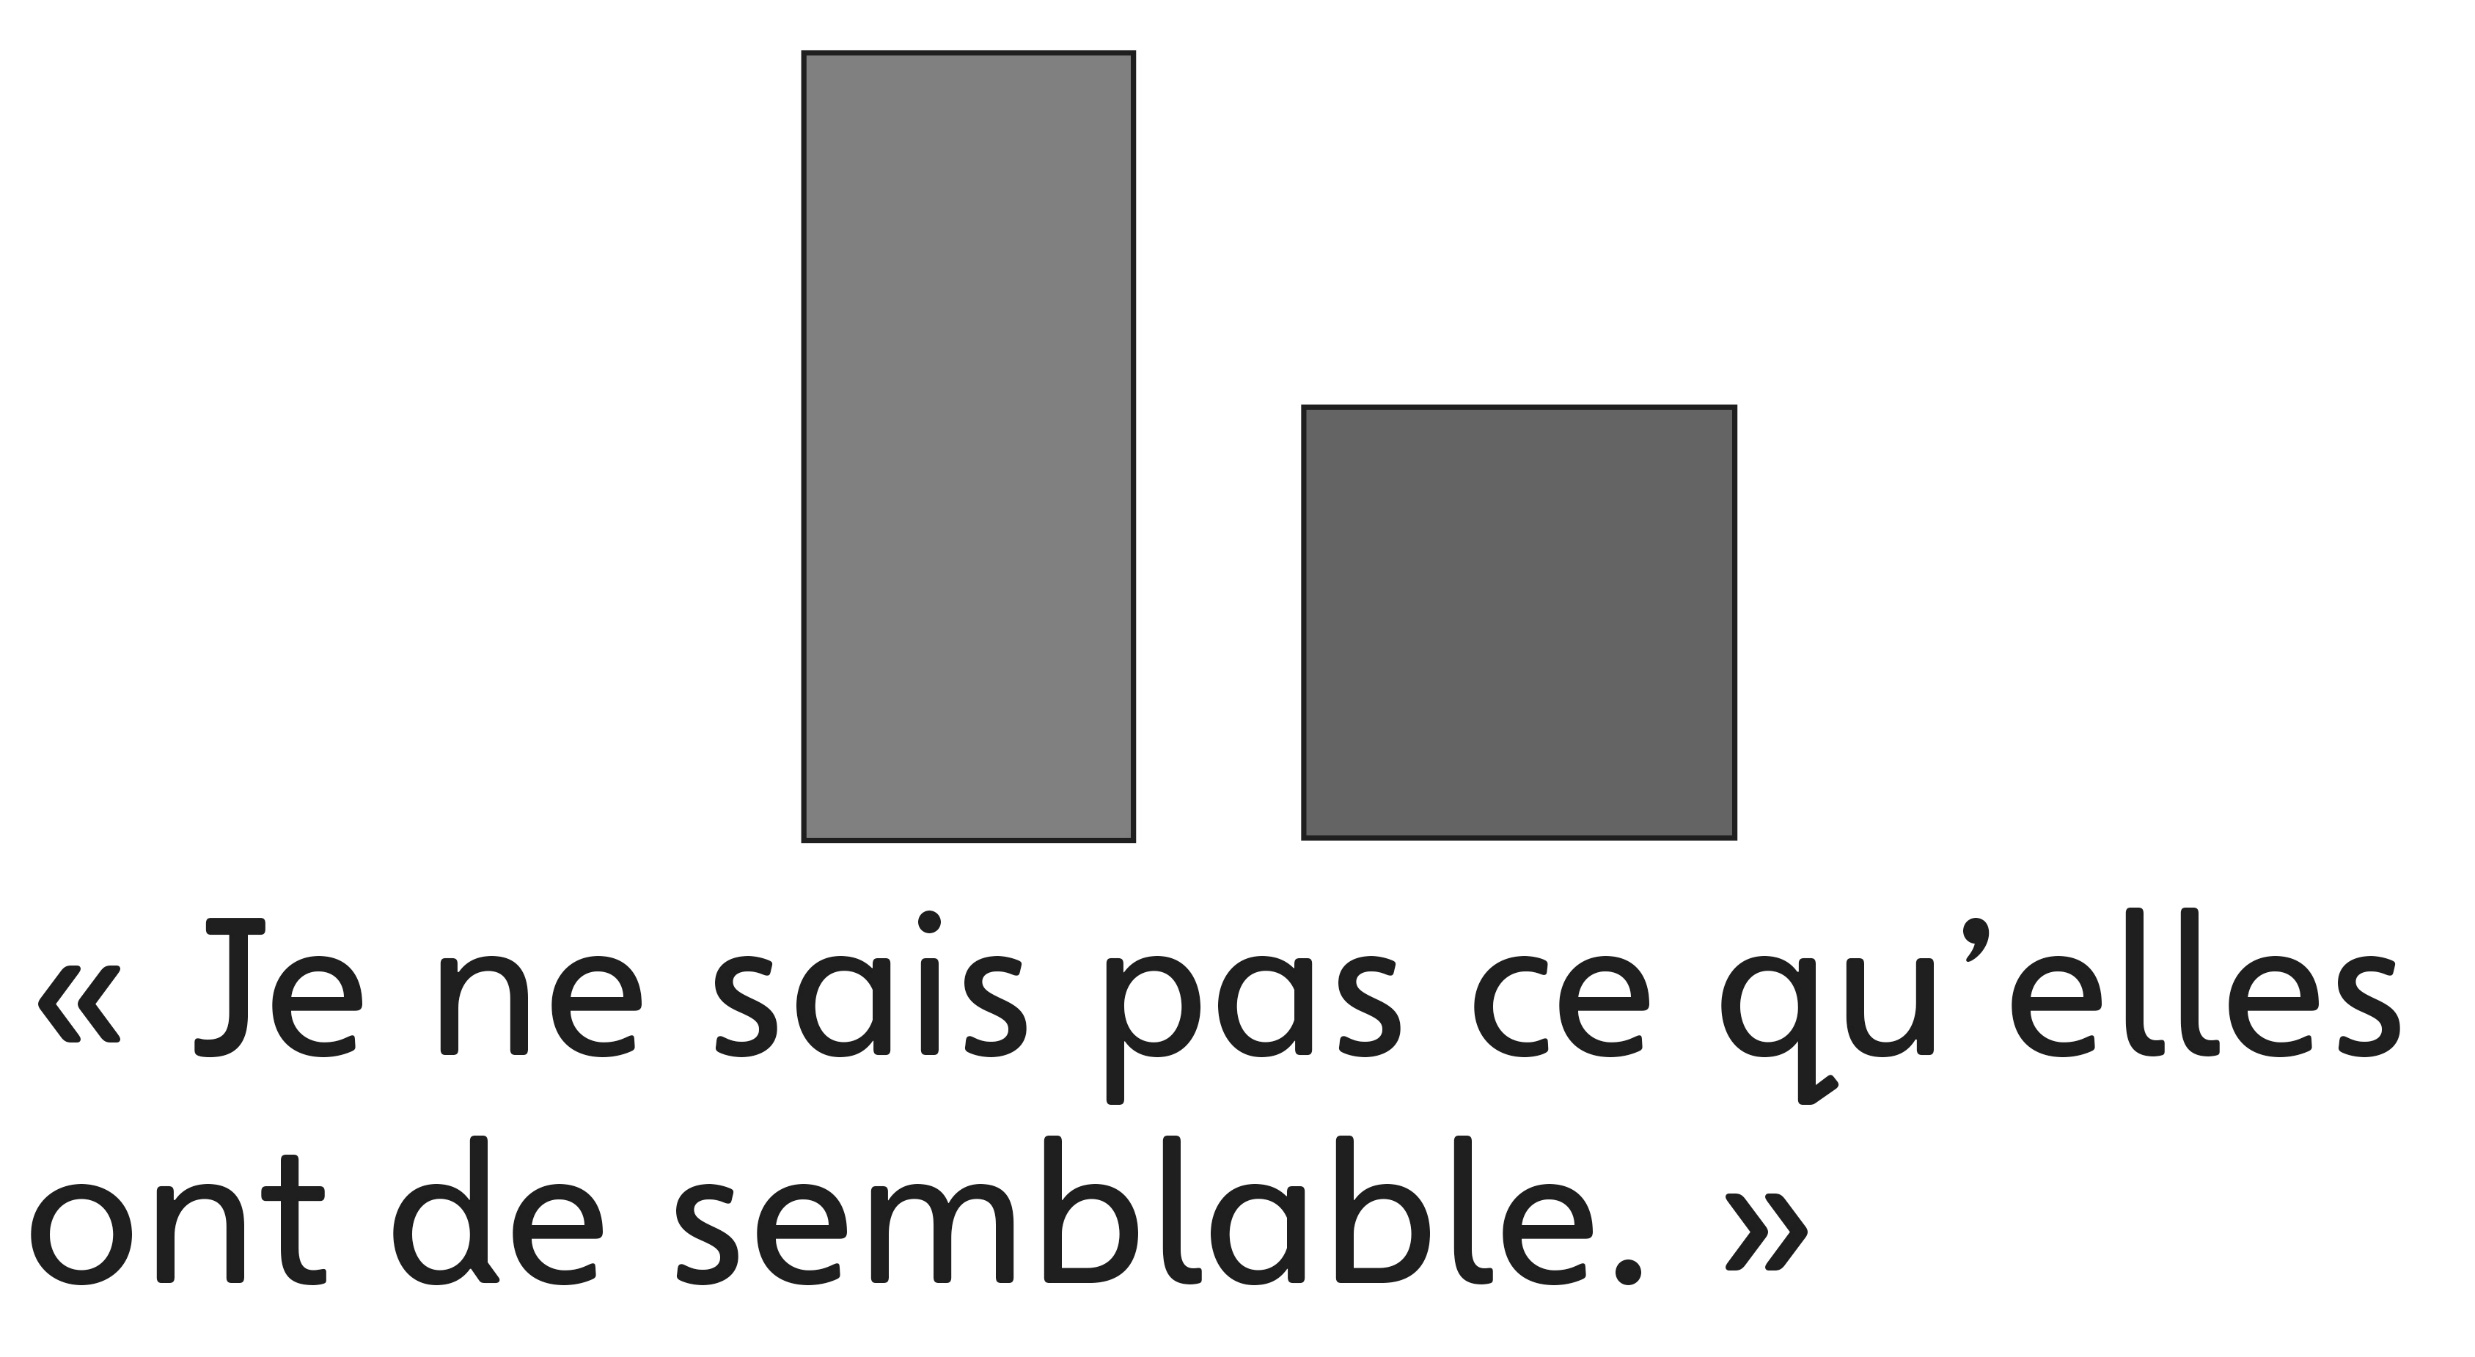 « Je ne sais pas ce qu’elles
ont de semblable. »